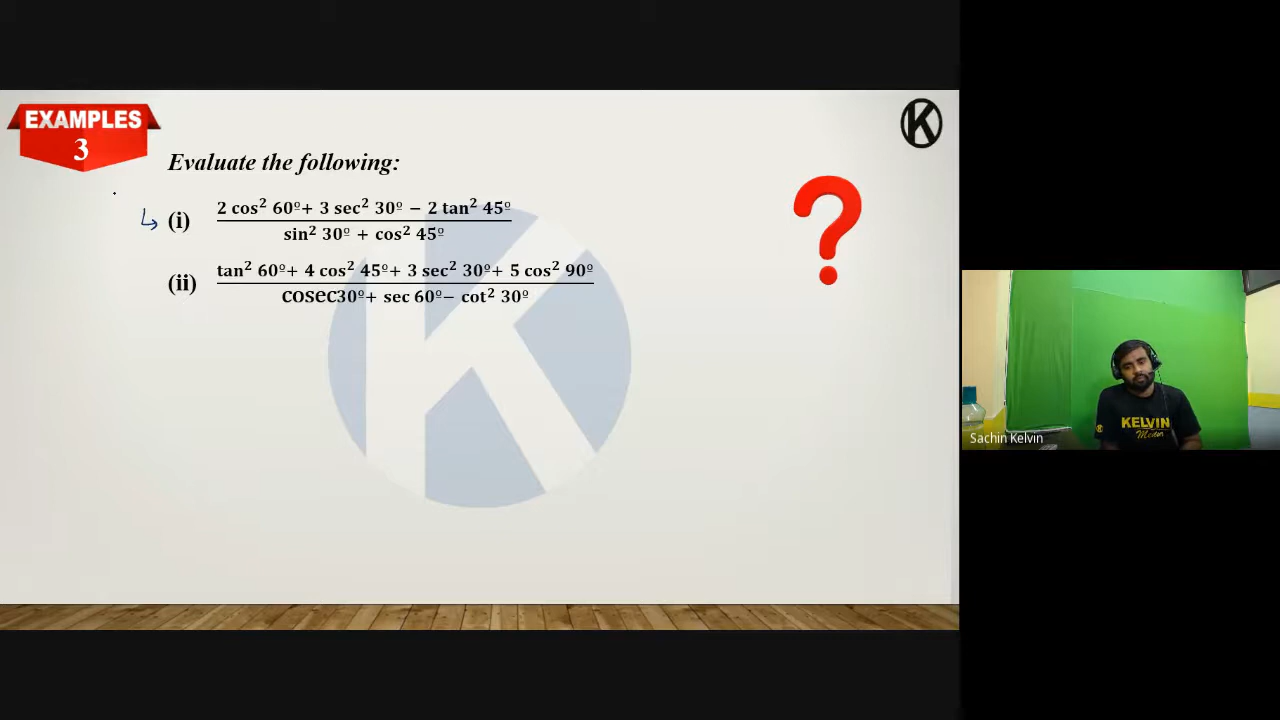 EXAMPLES
3
Evaluate the following:
(i) 2 cos² 60º+ 3 sec² 30º − 2 tan² 45º
sin² 30º + cos² 45º
(ii) tan² 60º+ 4 cos² 45º+ 3 sec² 30º+ 5 cos² 90º
cosec30º+ sec 60º− cot² 30º
K
K
KELVIN
Sachin Kelvin